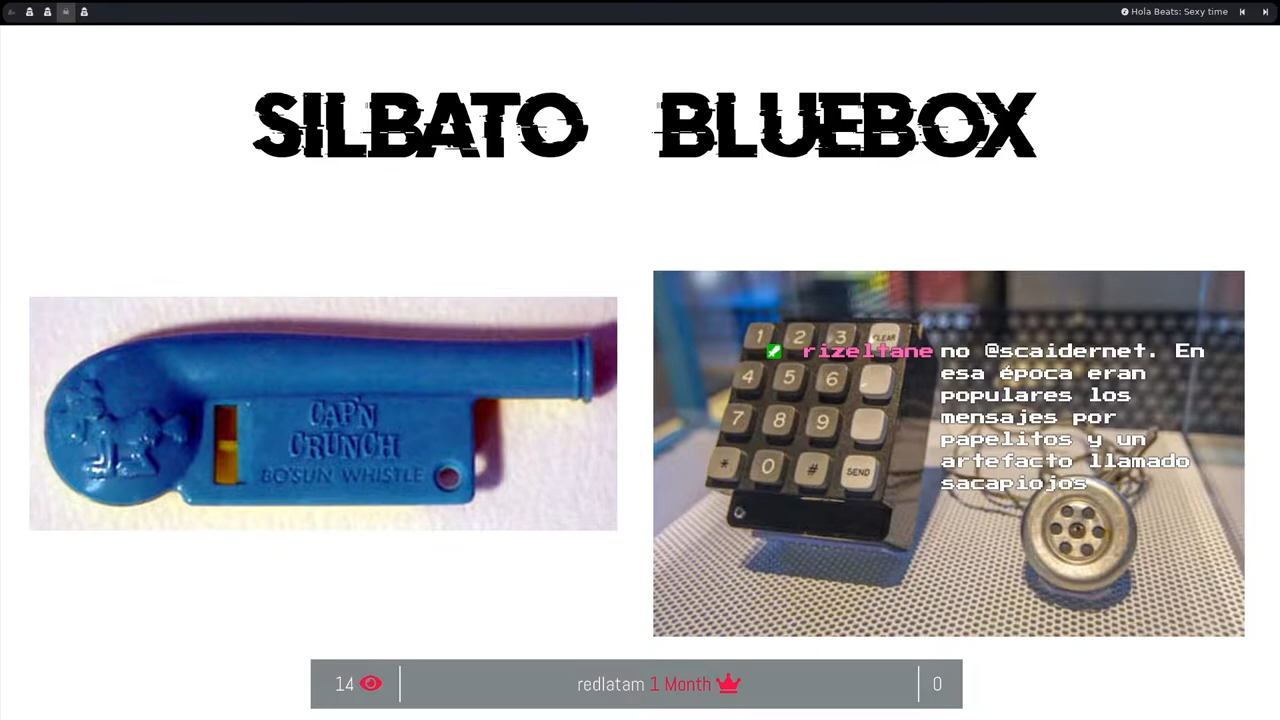 Hola Beats: Sexy time
SILBATO BLUEBOX
CAP'N
CRUNCH
BO'SUN WHISTLE
1 2 3 CLEAR
4 5 6
7 8 9
* 0 # SEND
rizeltane no @scaidernet. En
esa época eran
populares los
mensajes por
papelitos y un
artefacto llamado
sacapiojos
14 redlatam 1 Month 0